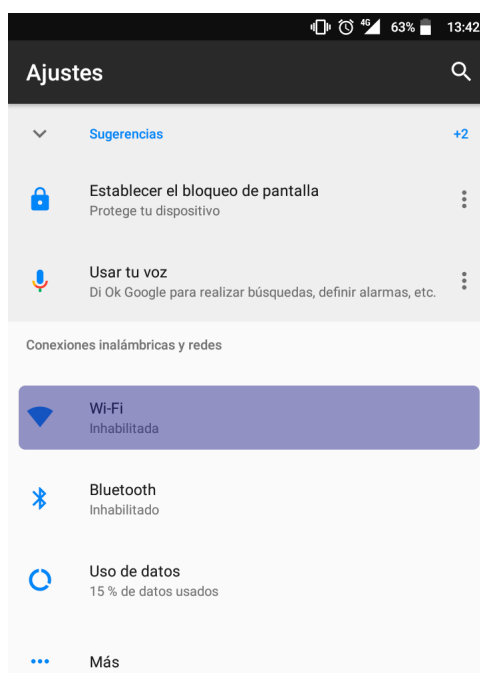 4G 63% 13:42
Ajustes
Sugerencias +2
Establecer el bloqueo de pantalla
Protege tu dispositivo
Usar tu voz
Di Ok Google para realizar búsquedas, definir alarmas, etc.
Conexiones inalámbricas y redes
Wi-Fi
Inhabilitada
Bluetooth
Inhabilitado
Uso de datos
15 % de datos usados
Más